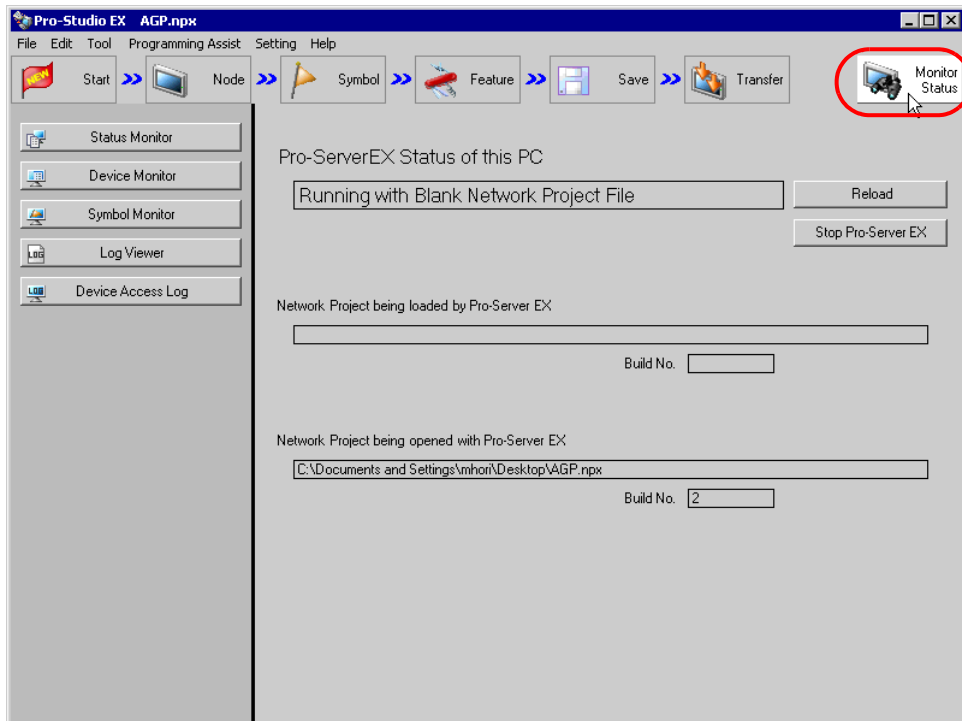 Pro-Studio EX AGP.npx
File Edit Tool Programming Assist Setting Help
NEW Start Node Symbol Feature Save Transfer Monitor Status
Status Monitor
Device Monitor
Symbol Monitor
LOG Log Viewer
LOG Device Access Log
Pro-ServerEX Status of this PC
Running with Blank Network Project File
Reload
Stop Pro-Server EX
Network Project being loaded by Pro-Server EX
Build No.
Network Project being opened with Pro-Server EX
C:\Documents and Settings\mhori\Desktop\AGP.npx
Build No. 2